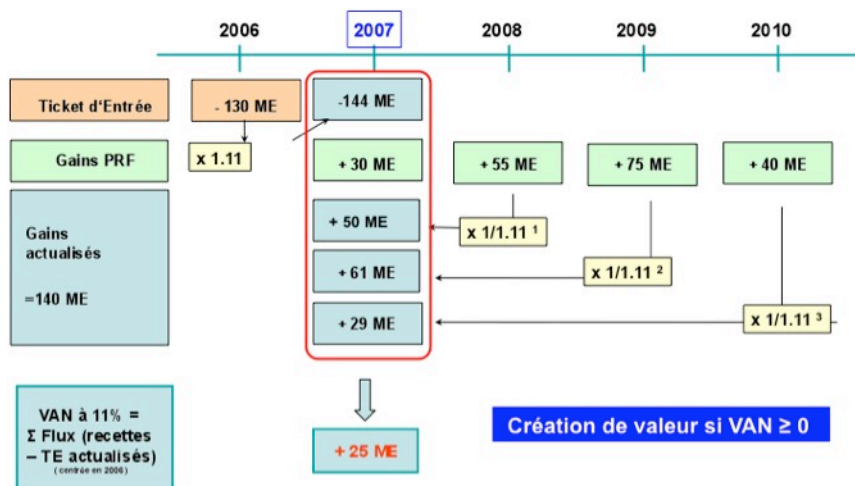 2006 2007 2008 2009 2010
Ticket d'Entrée - 130 ME -144 ME
x 1.11
Gains PRF + 30 ME + 55 ME + 75 ME + 40 ME
Gains
actualisés
=140 ME
+ 50 ME x 1/1.11 ¹
+ 61 ME x 1/1.11 ²
+ 29 ME x 1/1.11 ³
VAN à 11% =
Σ Flux (recettes
– TE actualisés)
( centrée en 2006 )
+ 25 ME
Création de valeur si VAN ≥ 0